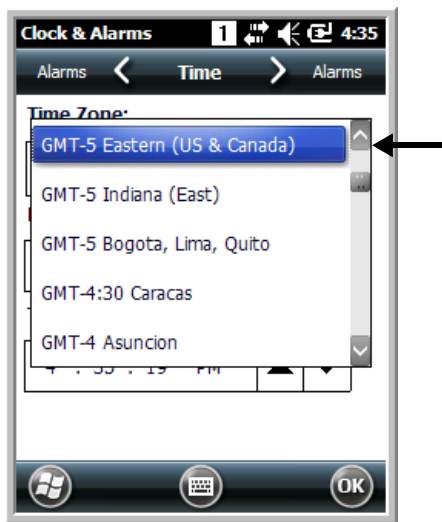 Clock & Alarms 1 4:35
Alarms Time Alarms
Time Zone:
GMT-5 Eastern (US & Canada)
GMT-5 Indiana (East)
GMT-5 Bogota, Lima, Quito
GMT-4:30 Caracas
GMT-4 Asuncion
4 : 35 : 19 PM
OK